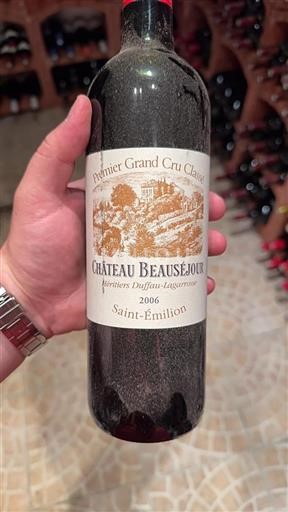 Premier Grand Cru Classé
CHÂTEAU BEAUSÉJOUR
Héritiers Duffau-Lagarrosse
2006
Saint-Émilion